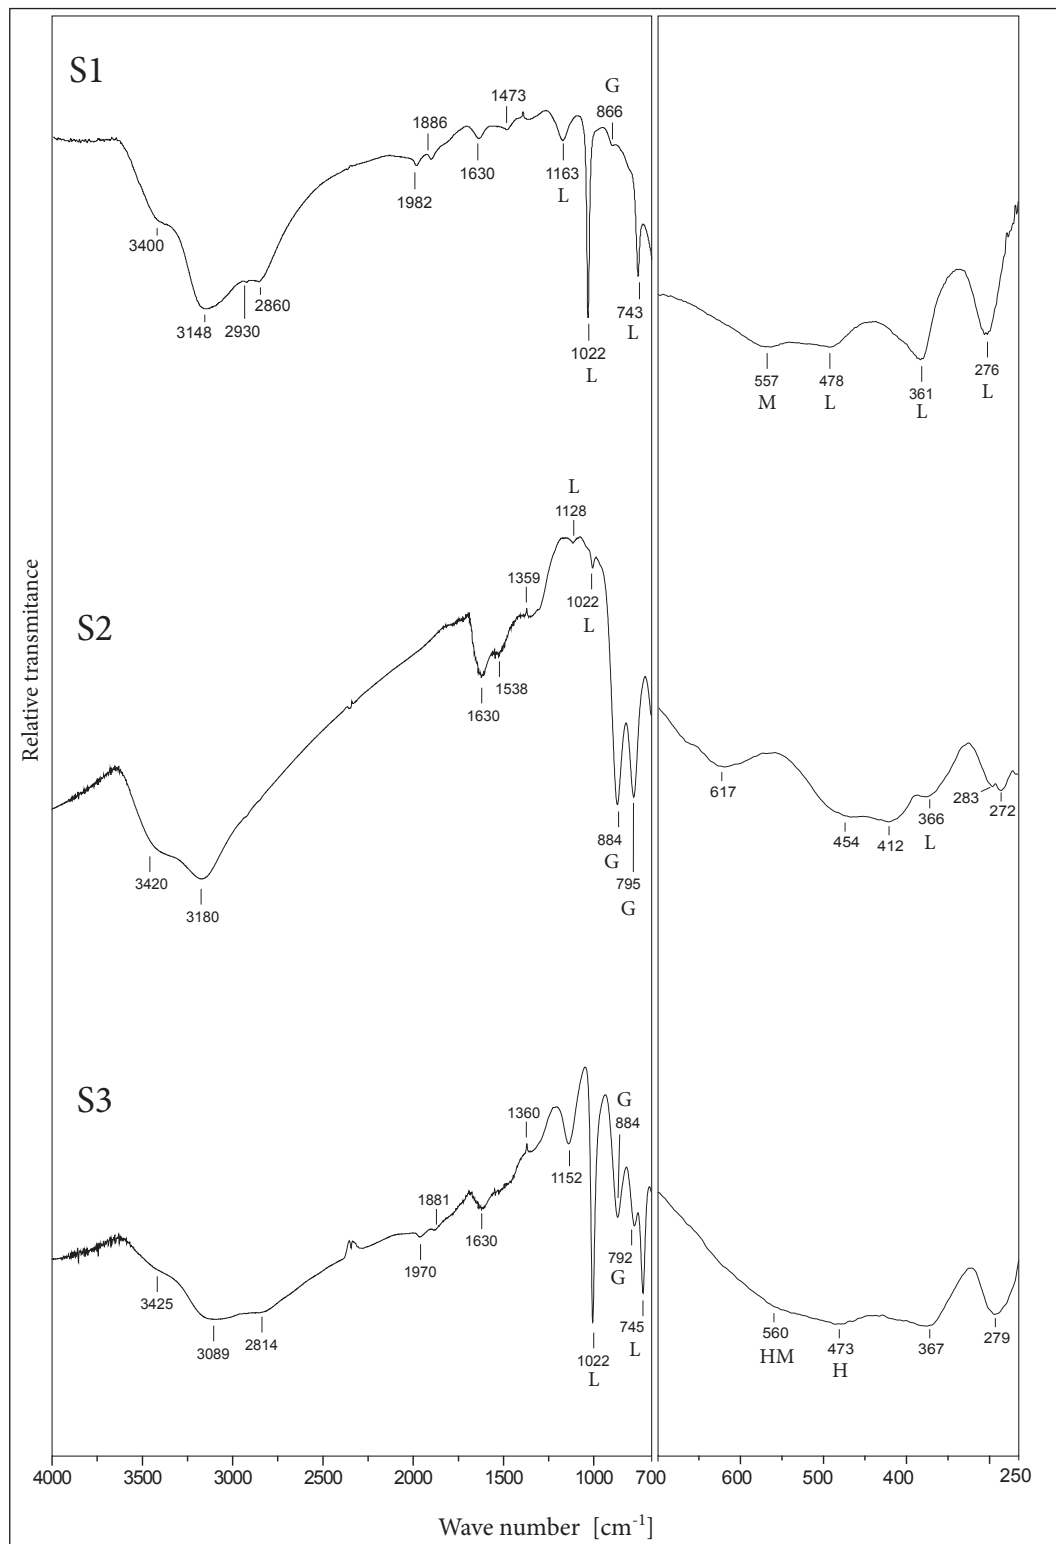 S1
3400
3148
2930
2860
1982
1886
1630
1473
1163
L
1022
L
G
866
743
L
557
M
478
L
361
L
276
L
Relative transmitance
S2
3420
3180
1630
1538
1359
L
1128
1022
L
884
G
795
G
617
454
412
366
L
283
272
S3
3425
3089
2814
1970
1881
1630
1360
1152
1022
L
G
884
792
G
745
L
560
HM
473
H
367
279
4000 3500 3000 2500 2000 1500 1000 700 600 500 400 250
Wave number [cm-1]